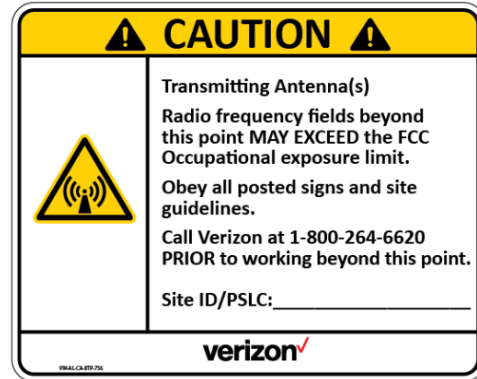 CAUTION
Transmitting Antenna(s)
Radio frequency fields beyond
this point MAY EXCEED the FCC
Occupational exposure limit.
Obey all posted signs and site
guidelines.
Call Verizon at 1-800-264-6620
PRIOR to working beyond this point.
Site ID/PSLC:___________________
verizon